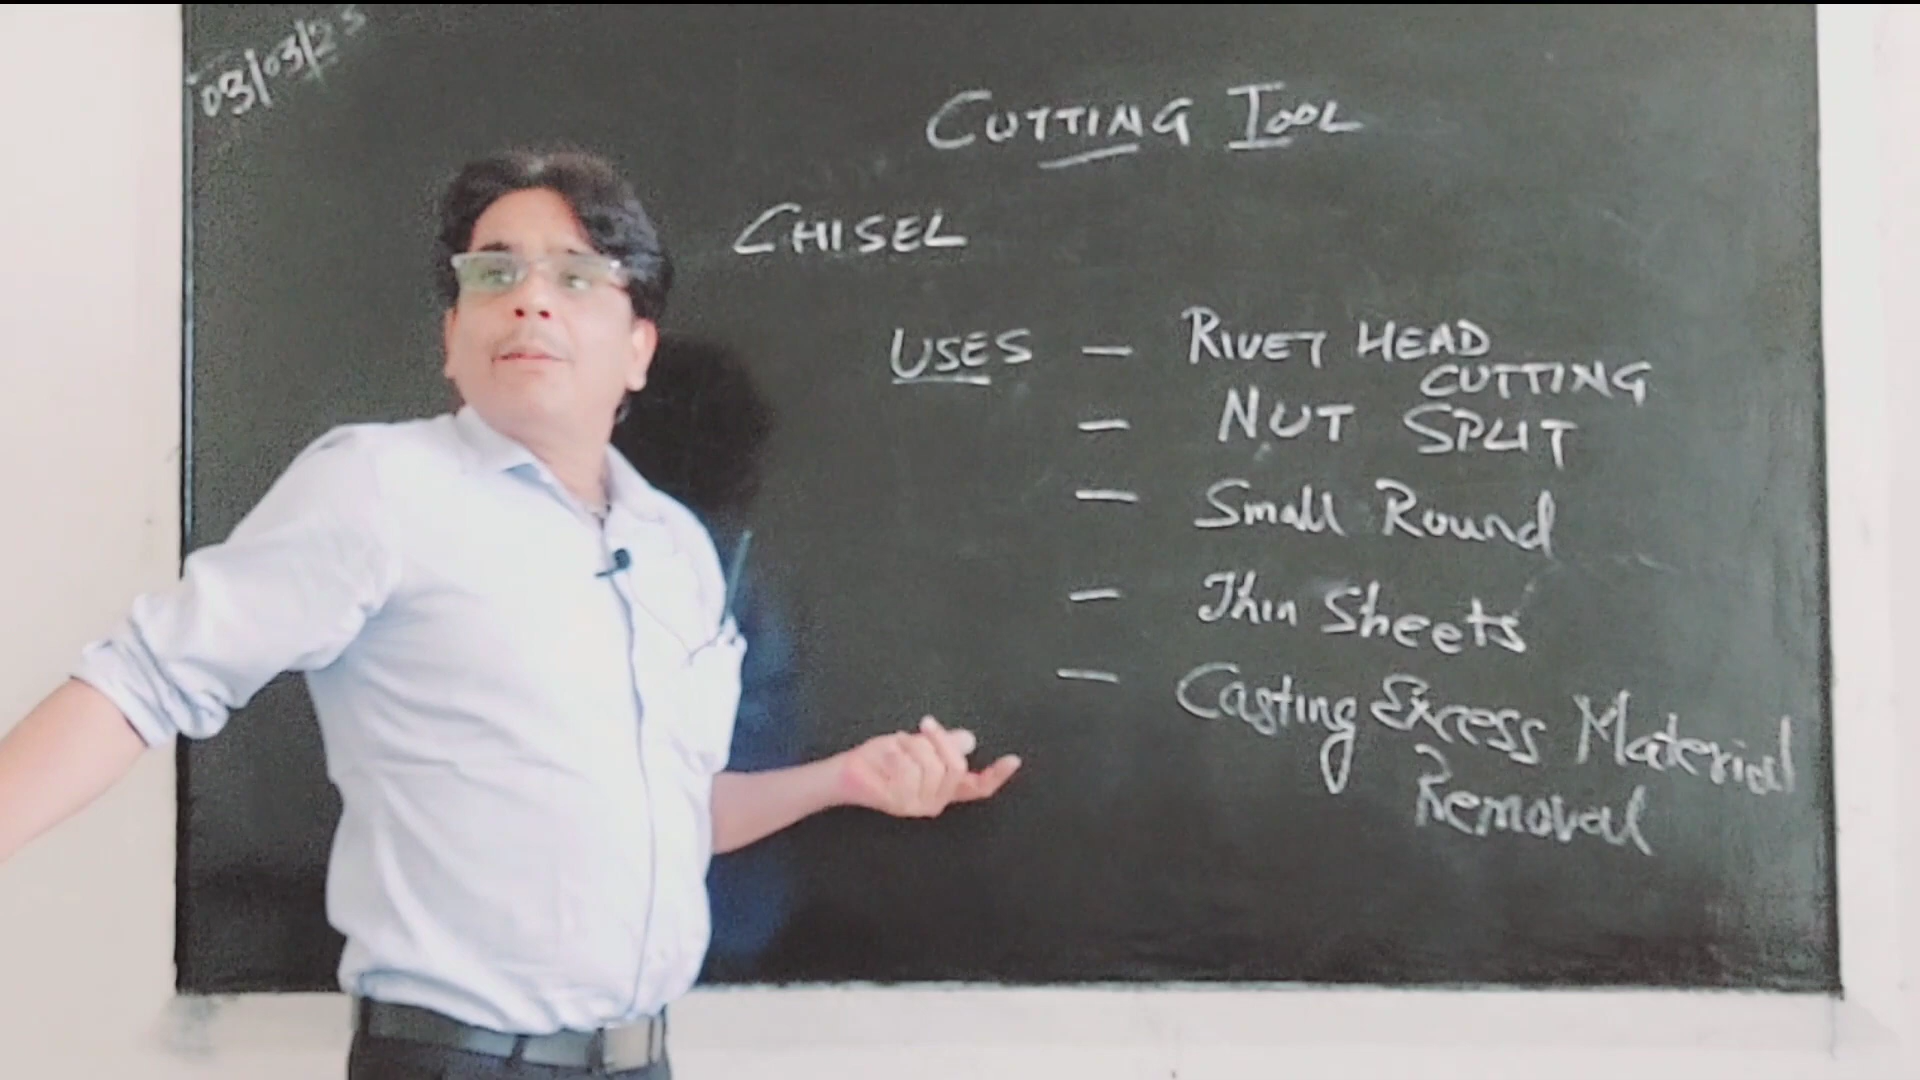 03/03/23
CUTTING TOOL
CHISEL
USES — RIVET HEAD
CUTTING
— NUT SPLIT
— Small Round
— Thin Sheets
— Casting Excess Material
Removal